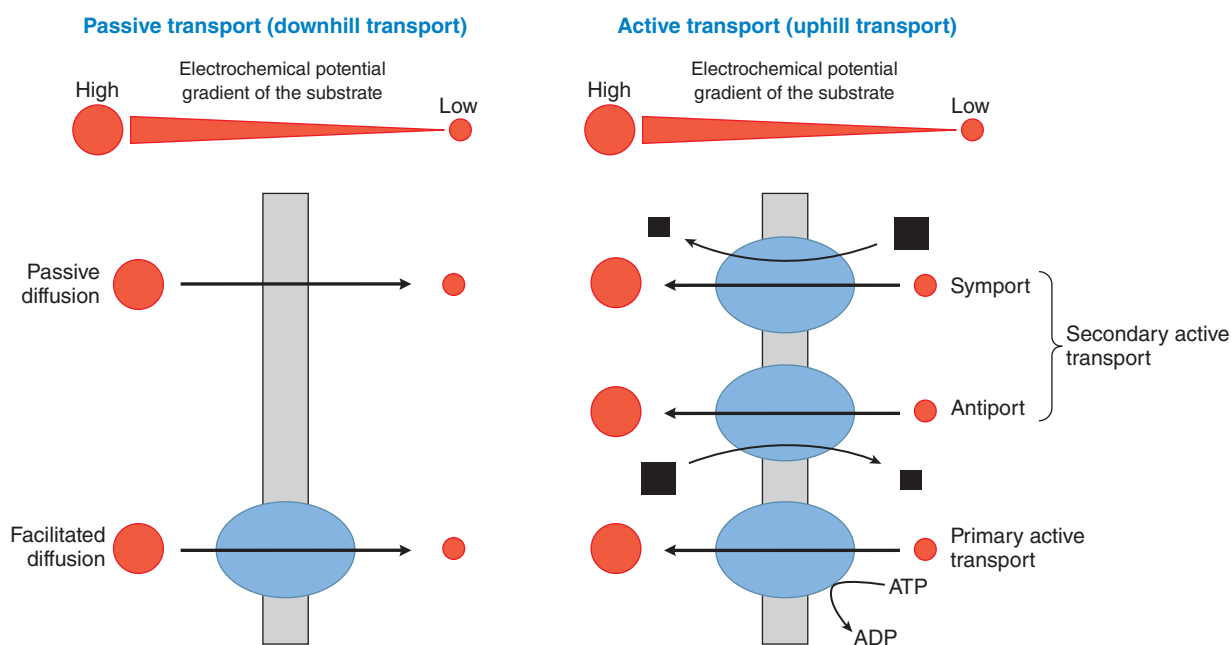 Passive transport (downhill transport)
Electrochemical potential
gradient of the substrate
High
Low
Passive
diffusion
Facilitated
diffusion
Active transport (uphill transport)
Electrochemical potential
gradient of the substrate
High
Low
Symport
Secondary active
transport
Antiport
Primary active
transport
ATP
ADP